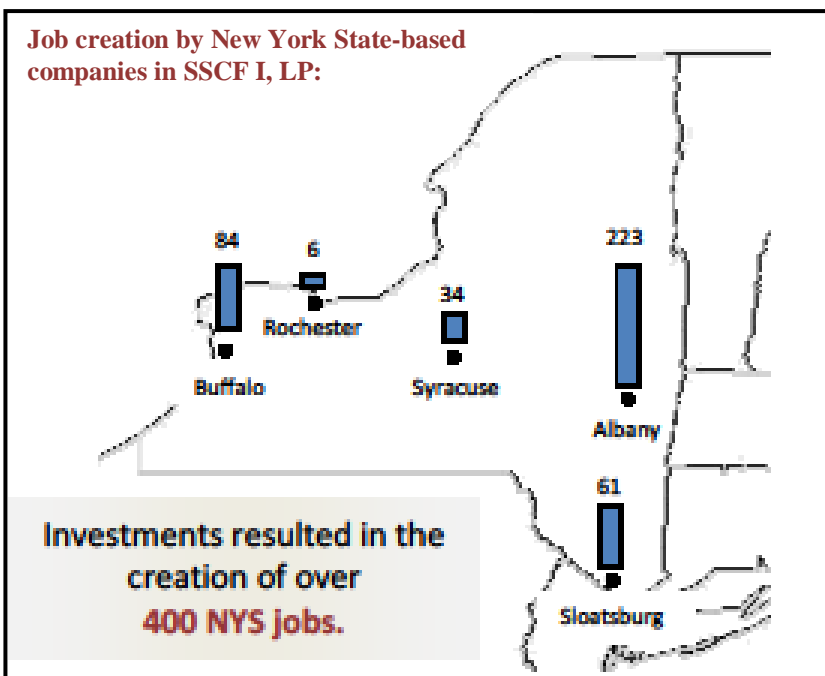 Job creation by New York State-based
companies in SSCF I, LP:
84
6
223
34
Rochester
Buffalo
Syracuse
Albany
61
Sloatsburg
Investments resulted in the
creation of over
400 NYS jobs.